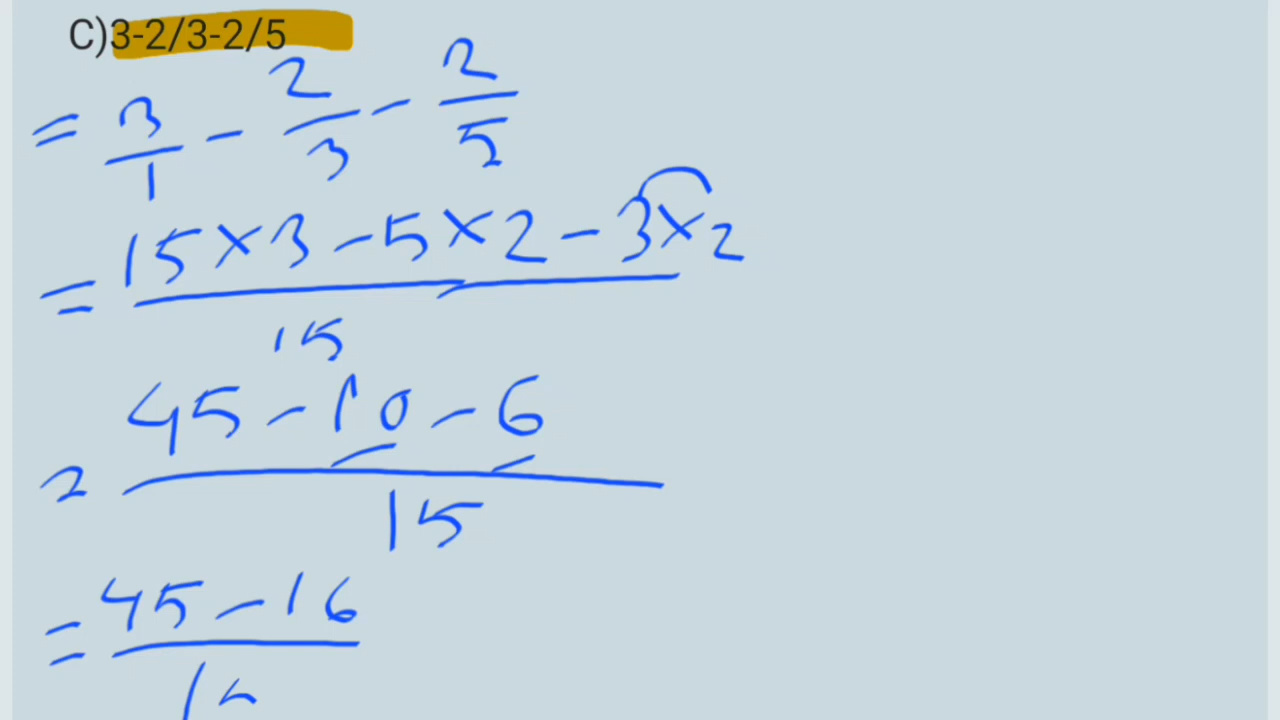 C)3-2/3-2/5
= 3/1 - 2/3 - 2/5
= 15×3-5×2-3×2
15
= 45-10-6
15
= 45-16